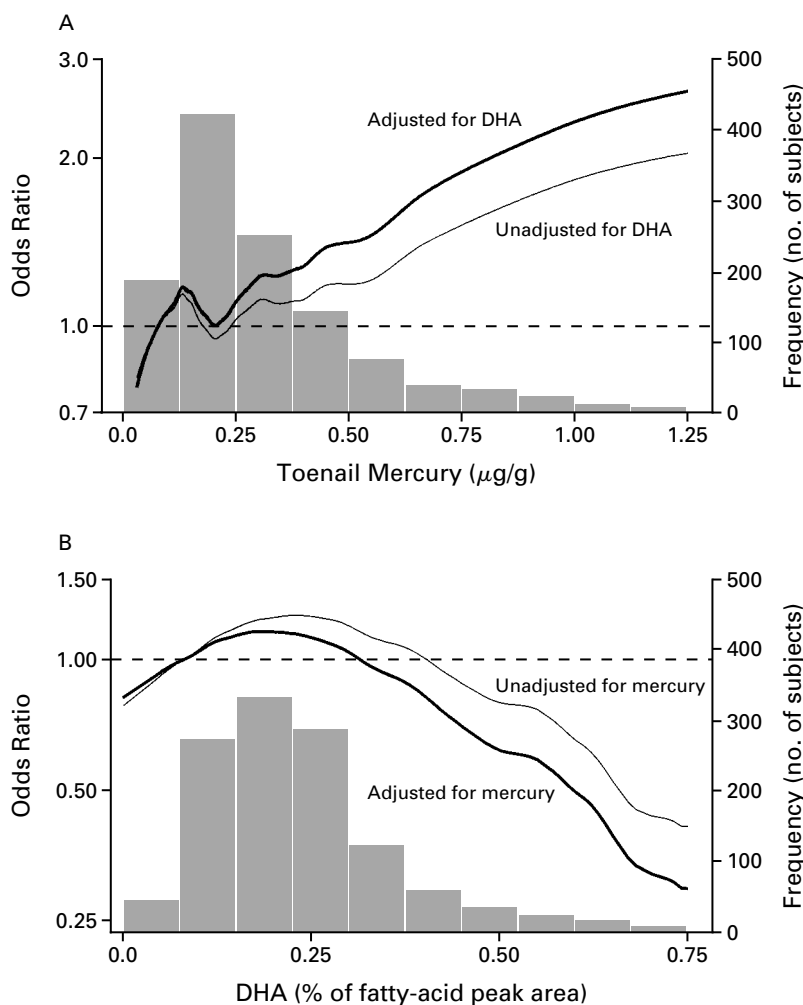 A
3.0
2.0
1.0
0.7
Odds Ratio
500
400
300
200
100
0
Frequency (no. of subjects)
Adjusted for DHA
Unadjusted for DHA
0.0 0.25 0.50 0.75 1.00 1.25
Toenail Mercury (μg/g)
B
1.50
1.00
0.50
0.25
Odds Ratio
500
400
300
200
100
0
Frequency (no. of subjects)
Unadjusted for mercury
Adjusted for mercury
0.0 0.25 0.50 0.75
DHA (% of fatty-acid peak area)